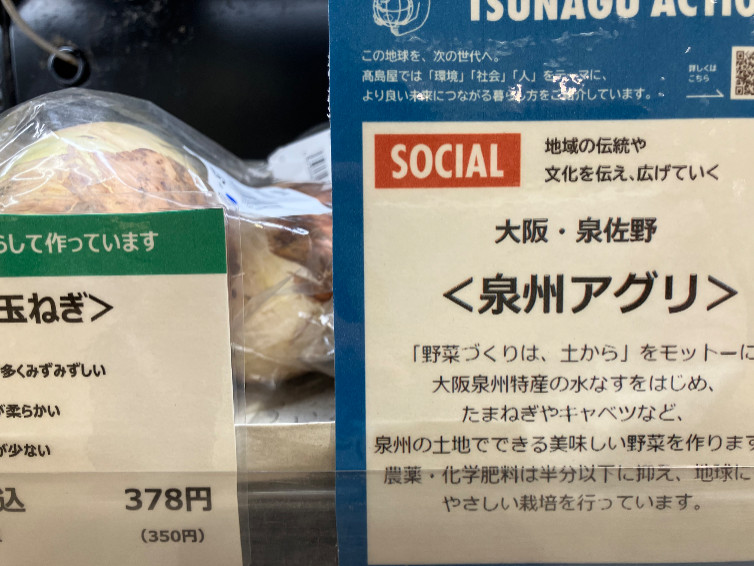 らして作っています
玉ねぎ＞
多くみずみずしい
が柔らかい
が少ない
込 378円
（350円）
TSUNAGU ACTIO
この地球を、次の世代へ。
髙島屋では「環境」「社会」「人」をテーマに、
より良い未来につながる暮らし方をご紹介しています。
詳しくは
こちら
SOCIAL
地域の伝統や
文化を伝え、広げていく
大阪・泉佐野
＜泉州アグリ＞
「野菜づくりは、土から」をモットーに
大阪泉州特産の水なすをはじめ、
たまねぎやキャベツなど、
泉州の土地でできる美味しい野菜を作ります
農薬・化学肥料は半分以下に抑え、地球に
やさしい栽培を行っています。